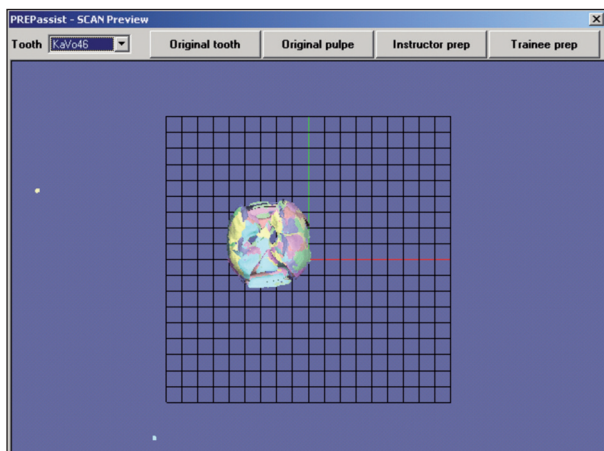 PREPassist - SCAN Preview
Tooth KaVo46 Original tooth Original pulpe Instructor prep Trainee prep